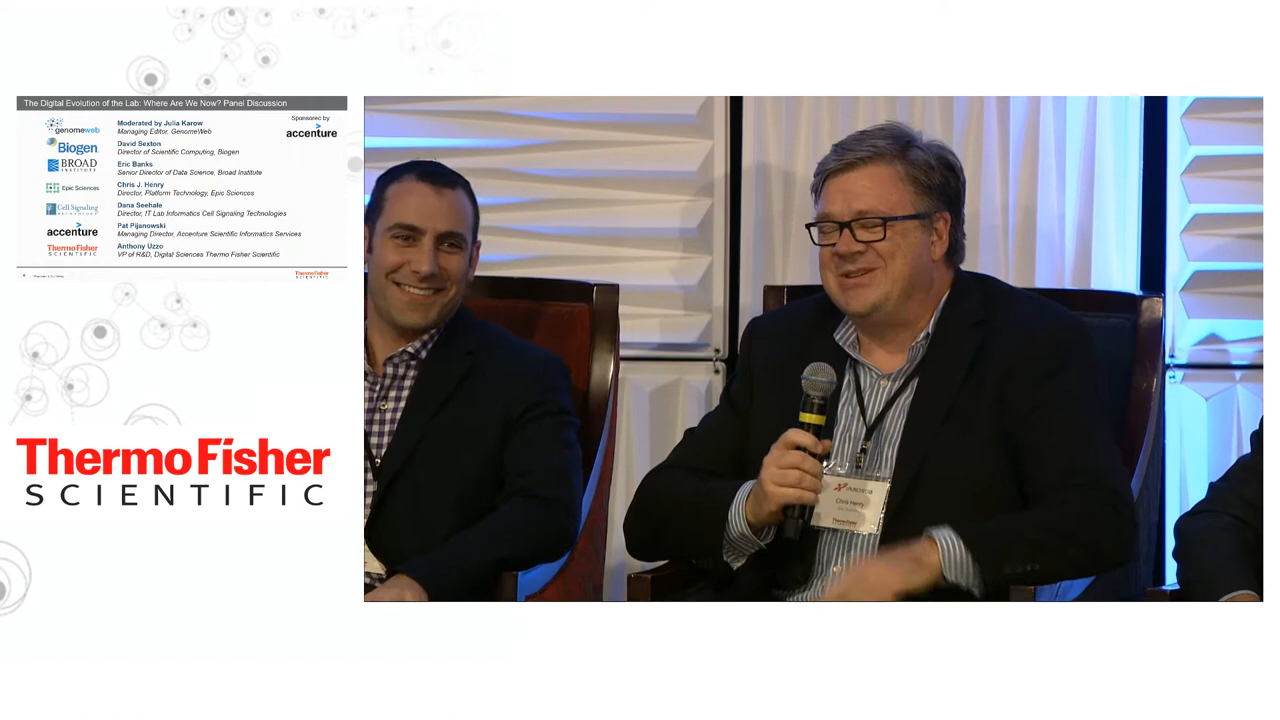 The Digital Evolution of the Lab: Where Are We Now? Panel Discussion
Sponsored by
accenture
genomeweb
Moderated by Julia Karow
Managing Editor, GenomeWeb
Biogen
David Sexton
Director of Scientific Computing, Biogen
BROAD
INSTITUTE
Eric Banks
Senior Director of Data Science, Broad Institute
Epic Sciences
Chris J. Henry
Director, Platform Technology, Epic Sciences
Cell Signaling
TECHNOLOGY
Dana Seehale
Director, IT Lab Informatics Cell Signaling Technologies
accenture
Pat Pijanowski
Managing Director, Accenture Scientific Informatics Services
ThermoFisher
SCIENTIFIC
Anthony Uzzo
VP of R&D, Digital Sciences Thermo Fisher Scientific
ThermoFisher
SCIENTIFIC
ThermoFisher
SCIENTIFIC
Chris Henry
ThermoFisher
SCIENTIFIC